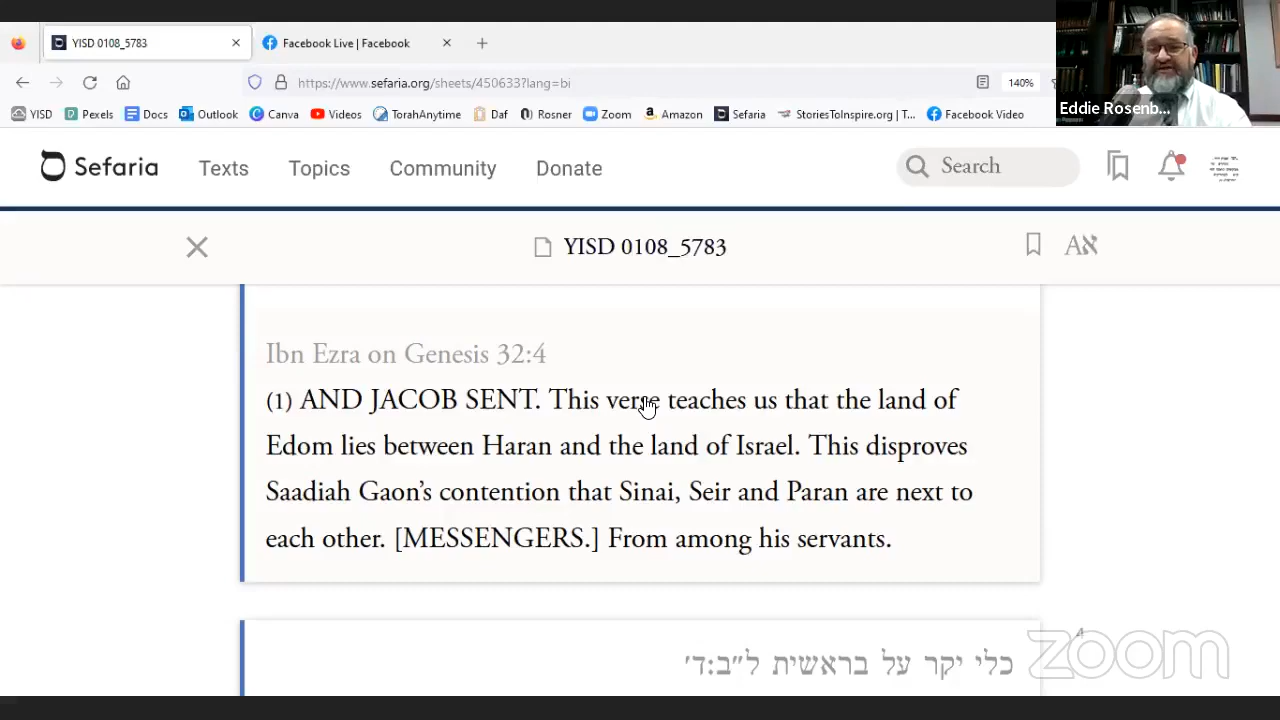 YISD 0108_5783
Facebook Live | Facebook
https://www.sefaria.org/sheets/450633?lang=bi
140%
YISD Pexels Docs Outlook Canva Videos TorahAnytime Daf Rosner Zoom Amazon Sefaria StoriesToInspire.org | T... Facebook Video
Eddie Rosenb...
Sefaria Texts Topics Community Donate Search
YISD 0108_5783
Aא
Ibn Ezra on Genesis 32:4
(1) AND JACOB SENT. This verse teaches us that the land of
Edom lies between Haran and the land of Israel. This disproves
Saadiah Gaon’s contention that Sinai, Seir and Paran are next to
each other. [MESSENGERS.] From among his servants.
4
כלי יקר על בראשית ל״ב:ד׳
zoom